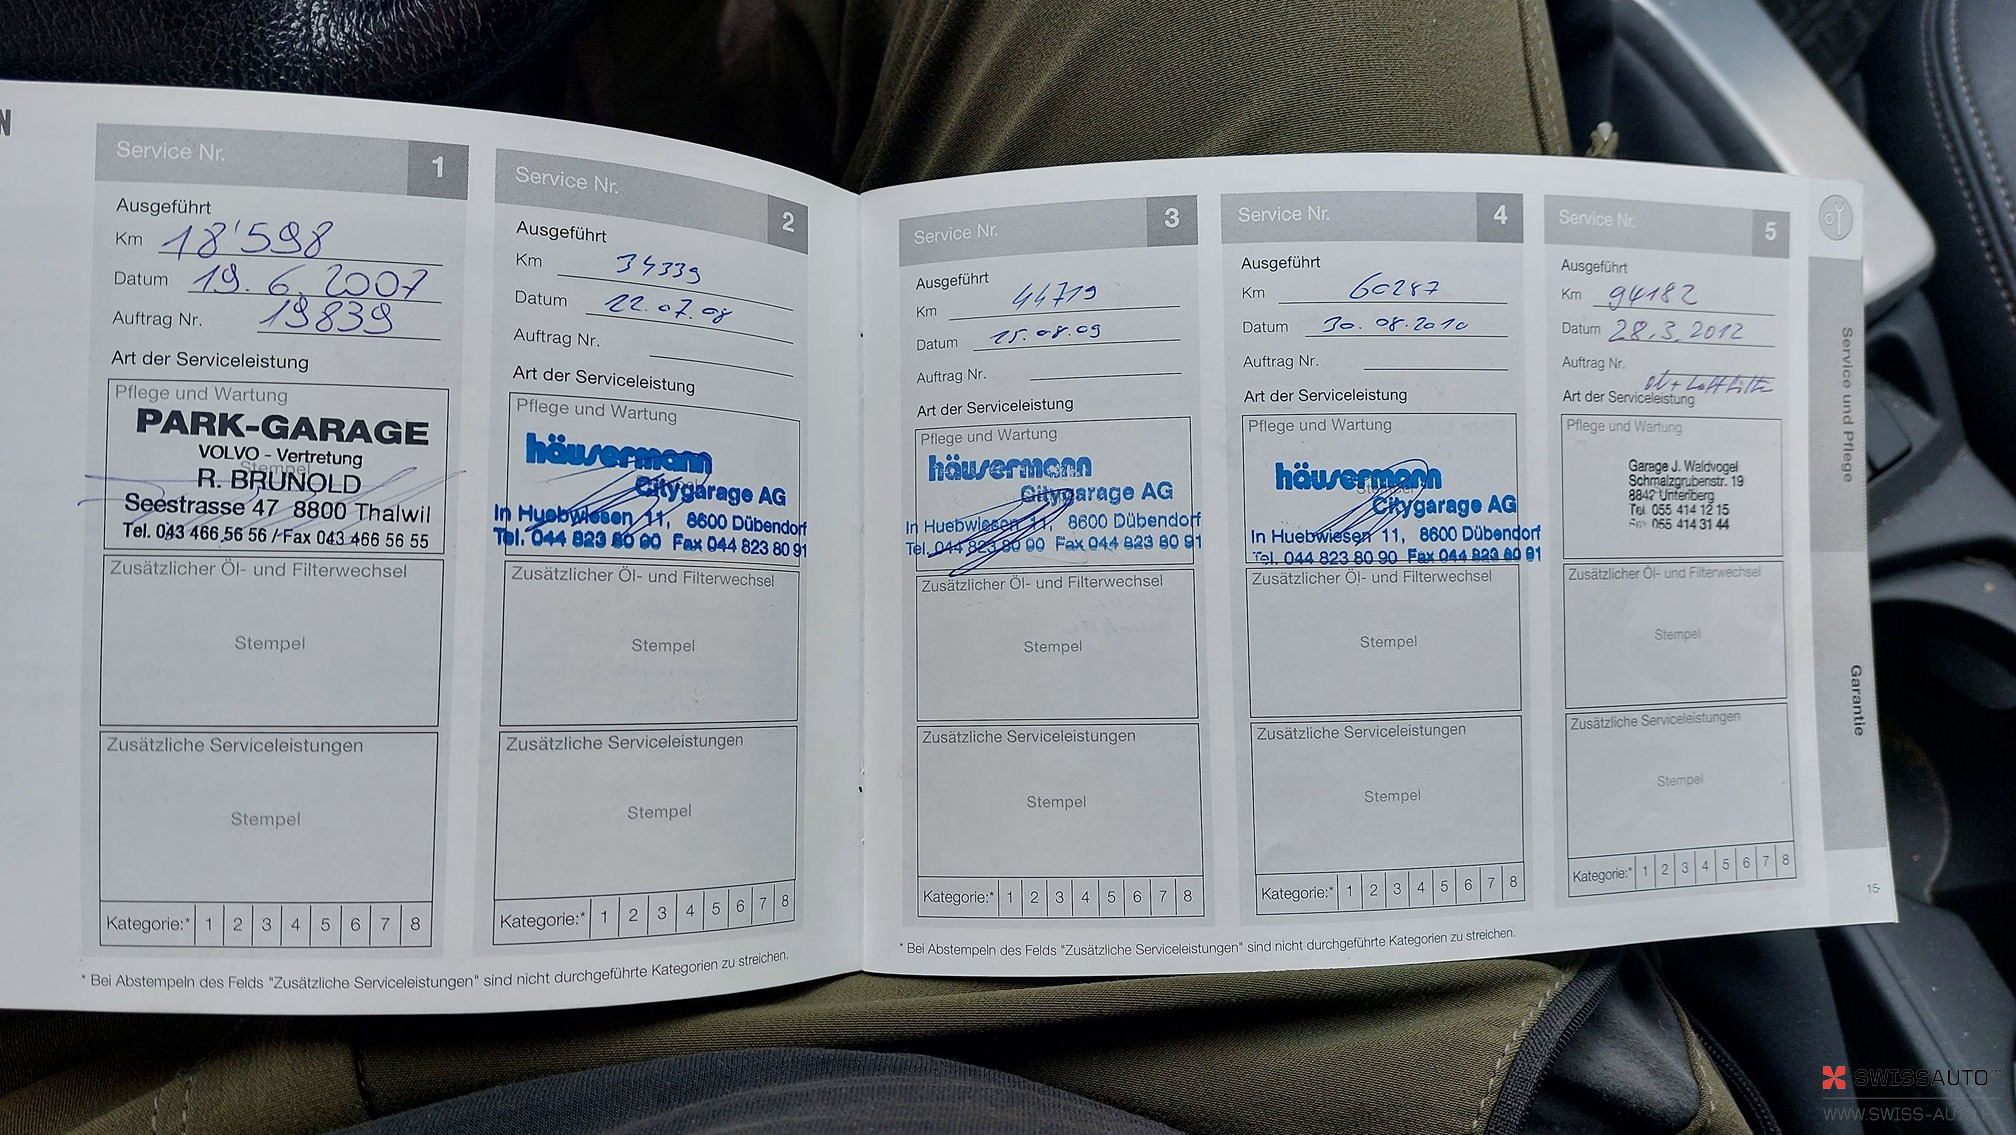 N
Service Nr. 1
Ausgeführt
Km 18'598
Datum 19.6.2007
Auftrag Nr. 19839
Art der Serviceleistung
Pflege und Wartung
PARK-GARAGE
VOLVO - Vertretung
Stempel
R. BRUNOLD
Seestrasse 47 8800 Thalwil
Tel. 043 466 56 56 / Fax 043 466 56 55
Zusätzlicher Öl- und Filterwechsel
Stempel
Zusätzliche Serviceleistungen
Stempel
Kategorie:* 1 2 3 4 5 6 7 8
Service Nr. 2
Ausgeführt
Km 34339
Datum 22.07.08
Auftrag Nr.
Art der Serviceleistung
Pflege und Wartung
häusermann
Citygarage AG
In Huebwiesen 11, 8600 Dübendorf
Tel. 044 823 80 90 Fax 044 823 80 91
Zusätzlicher Öl- und Filterwechsel
Stempel
Zusätzliche Serviceleistungen
Stempel
Kategorie:* 1 2 3 4 5 6 7 8
* Bei Abstempeln des Felds "Zusätzliche Serviceleistungen" sind nicht durchgeführte Kategorien zu streichen.
Service Nr. 3
Ausgeführt
Km 44719
Datum 15.08.09
Auftrag Nr.
Art der Serviceleistung
Pflege und Wartung
häusermann
Citygarage AG
In Huebwiesen 11, 8600 Dübendorf
Tel. 044 823 80 90 Fax 044 823 80 91
Zusätzlicher Öl- und Filterwechsel
Stempel
Zusätzliche Serviceleistungen
Stempel
Kategorie:* 1 2 3 4 5 6 7 8
Service Nr. 4
Ausgeführt
Km 60287
Datum 30.08.2010
Auftrag Nr.
Art der Serviceleistung
Pflege und Wartung
häusermann
Stempel
Citygarage AG
In Huebwiesen 11, 8600 Dübendorf
Tel. 044 823 80 90 Fax 044 823 80 91
Zusätzlicher Öl- und Filterwechsel
Stempel
Zusätzliche Serviceleistungen
Stempel
Kategorie:* 1 2 3 4 5 6 7 8
Service Nr. 5
Ausgeführt
Km 94182
Datum 28.3.2012
Auftrag Nr.
Art der Serviceleistung
Pflege und Wartung
Garage J. Waldvogel
Schmalzgrubenstr. 19
8842 Unteriberg
Tel. 055 414 12 15
Fax 055 414 31 44
Zusätzlicher Öl- und Filterwechsel
Stempel
Zusätzliche Serviceleistungen
Stempel
Kategorie:* 1 2 3 4 5 6 7 8
* Bei Abstempeln des Felds "Zusätzliche Serviceleistungen" sind nicht durchgeführte Kategorien zu streichen.
Service und Pflege
Garantie
15
SWISSAUTO
WWW.SWISS-AUTO.PL